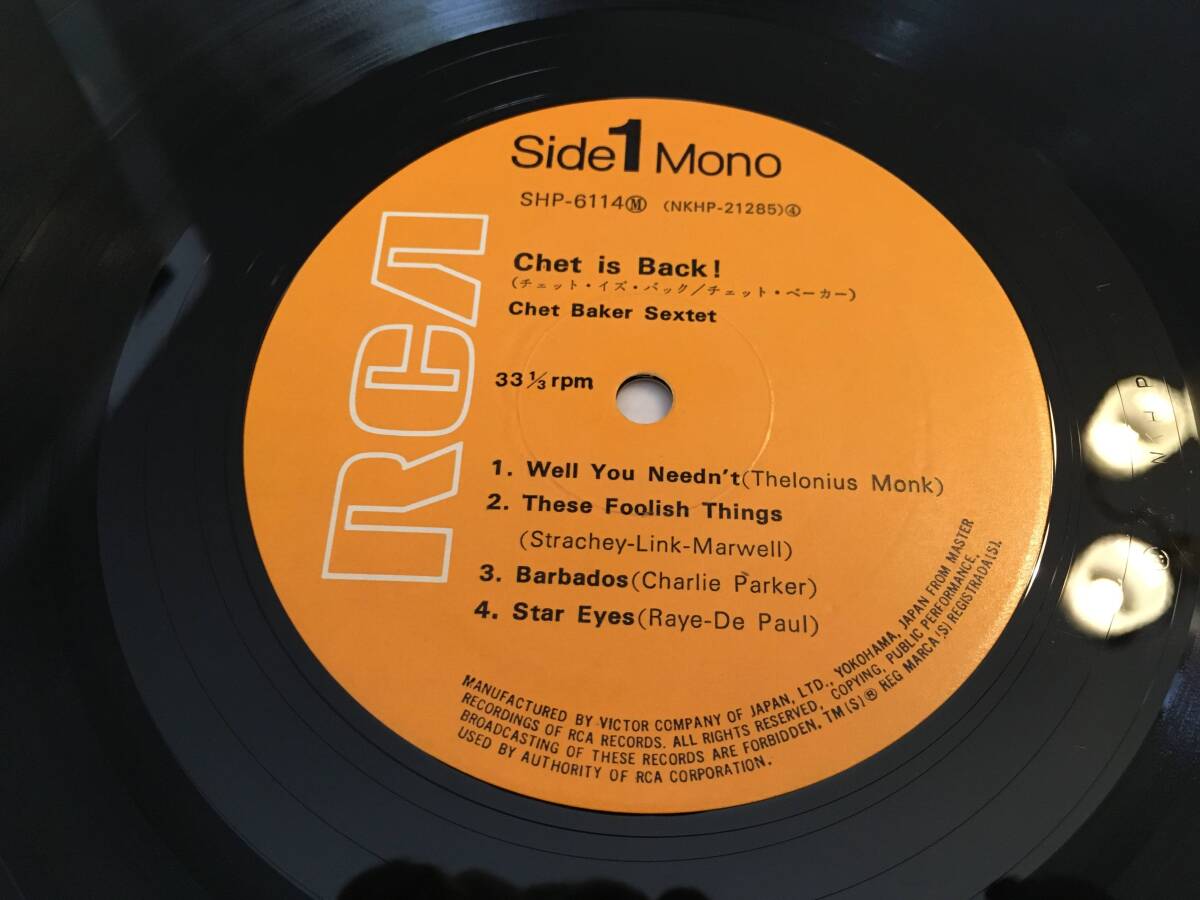 Side 1 Mono
SHP-6114Ⓜ (NKHP-21285)④
Chet is Back!
(チェット・イズ・バック/チェット・ベーカー)
Chet Baker Sextet
RCA
33 1/3 rpm
1. Well You Needn't(Thelonius Monk)
2. These Foolish Things
(Strachey-Link-Marwell)
3. Barbados(Charlie Parker)
4. Star Eyes(Raye-De Paul)
MANUFACTURED BY VICTOR COMPANY OF JAPAN, LTD., YOKOHAMA, JAPAN FROM MASTER
RECORDINGS OF RCA RECORDS. ALL RIGHTS RESERVED, COPYING, PUBLIC PERFORMANCE,
BROADCASTING OF THESE RECORDS ARE FORBIDDEN, TM(S)® REG MARCA(S) REGISTRADA(S).
USED BY AUTHORITY OF RCA CORPORATION.